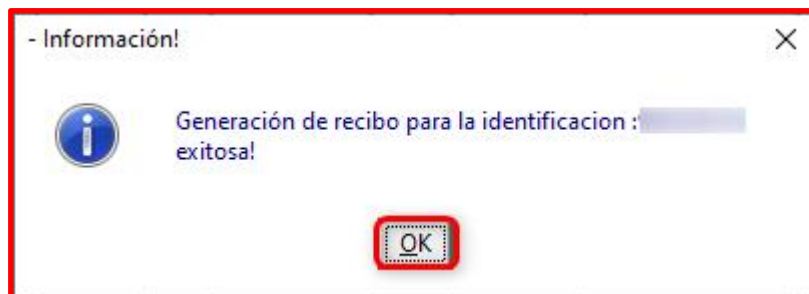 - Información!
Generación de recibo para la identificacion :
exitosa!
OK